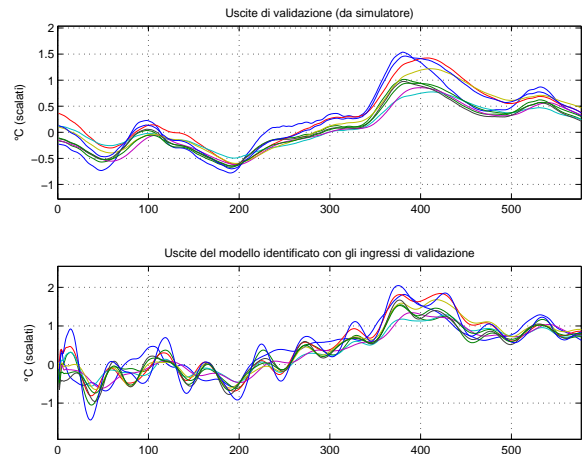 Uscite di validazione (da simulatore)
2
1.5
1
0.5
0
−0.5
−1
°C (scalati)
0 100 200 300 400 500
Uscite del modello identificato con gli ingressi di validazione
2
1
0
−1
°C (scalati)
0 100 200 300 400 500